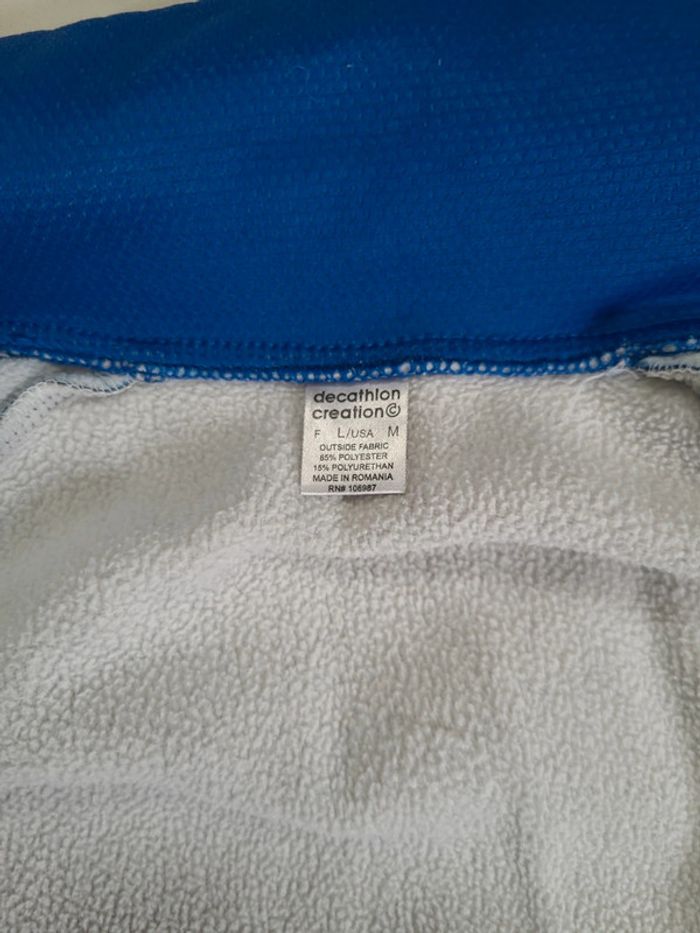 decathlon
creation©
F L/USA M
OUTSIDE FABRIC
85% POLYESTER
15% POLYURETHAN
MADE IN ROMANIA
RN# 106987